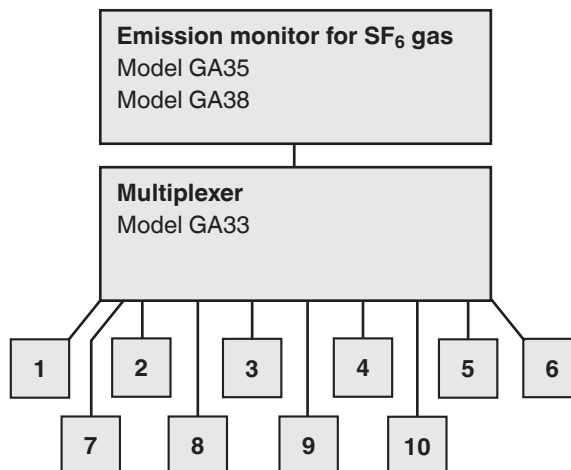 Emission monitor for SF₆ gas
Model GA35
Model GA38
Multiplexer
Model GA33
1 2 3 4 5 6
7 8 9 10